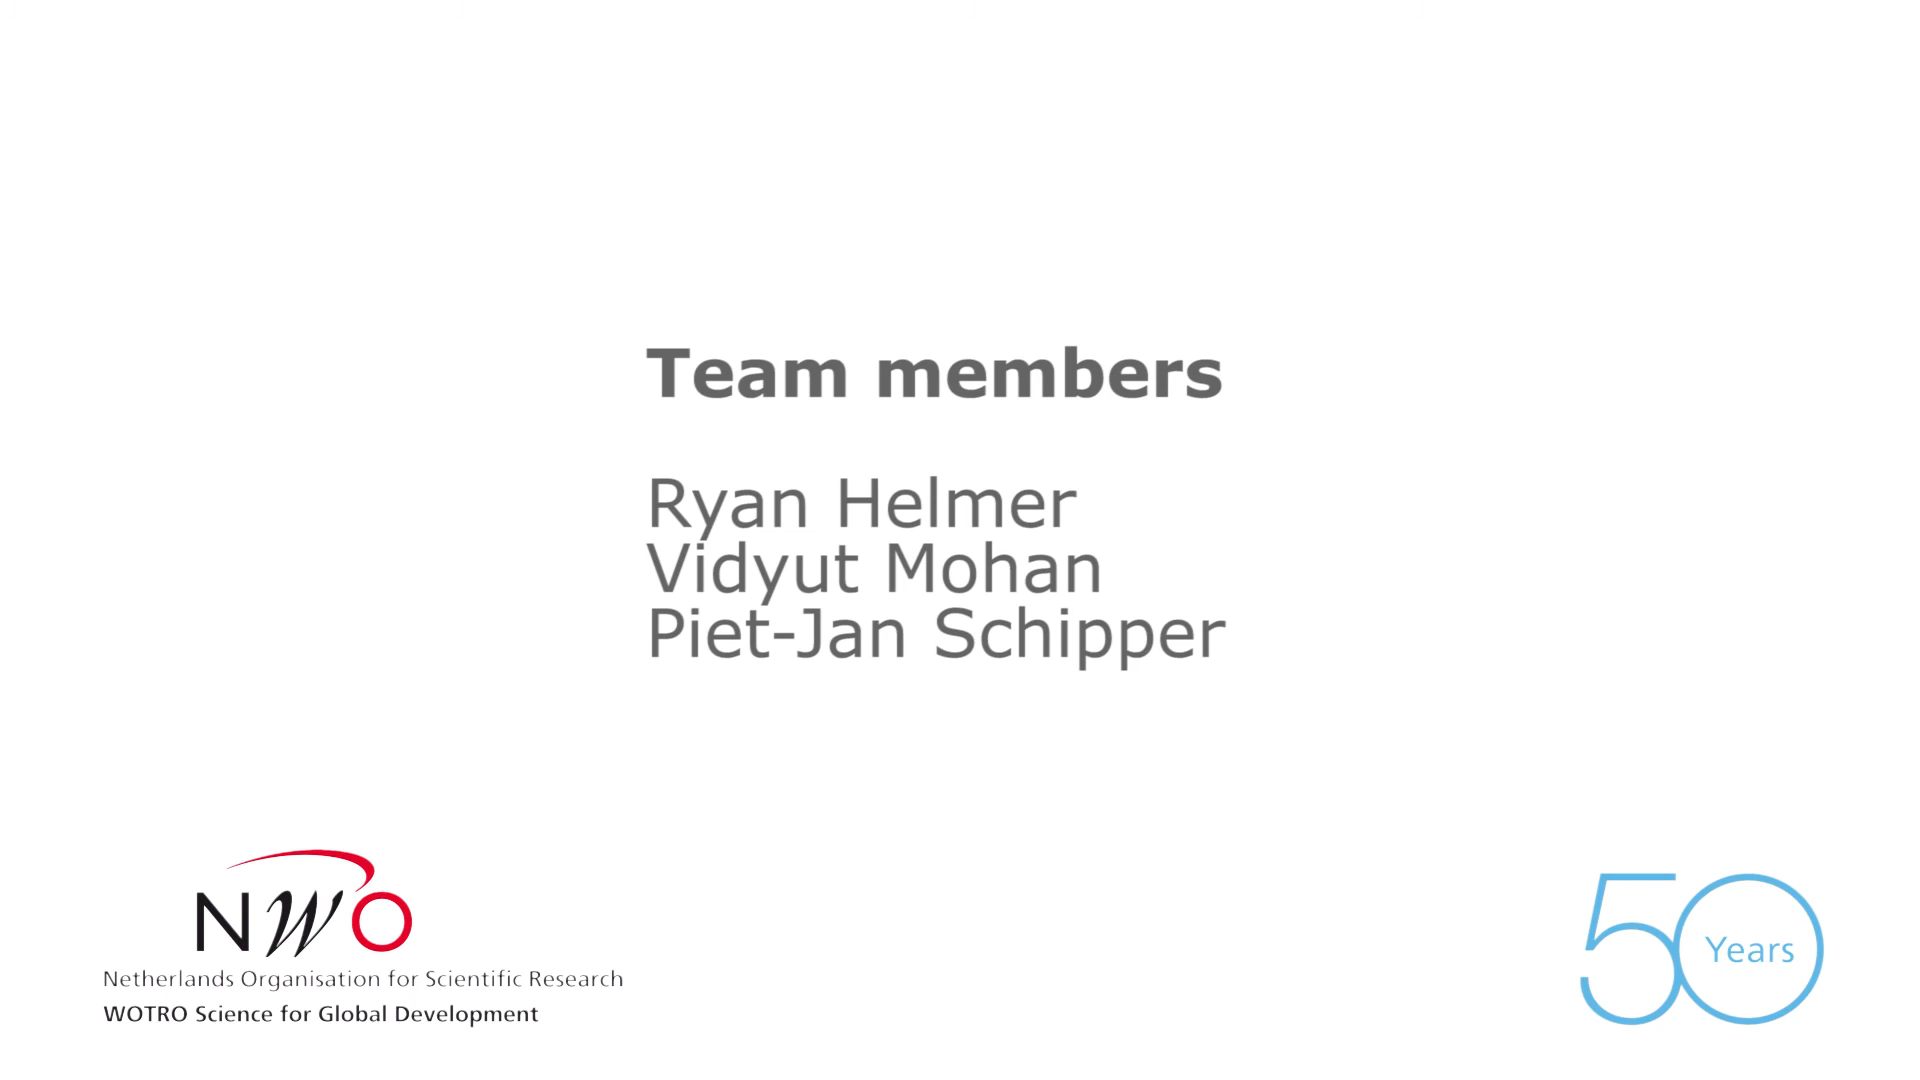 Team members
Ryan Helmer
Vidyut Mohan
Piet-Jan Schipper
NWO
Netherlands Organisation for Scientific Research
WOTRO Science for Global Development
50 Years